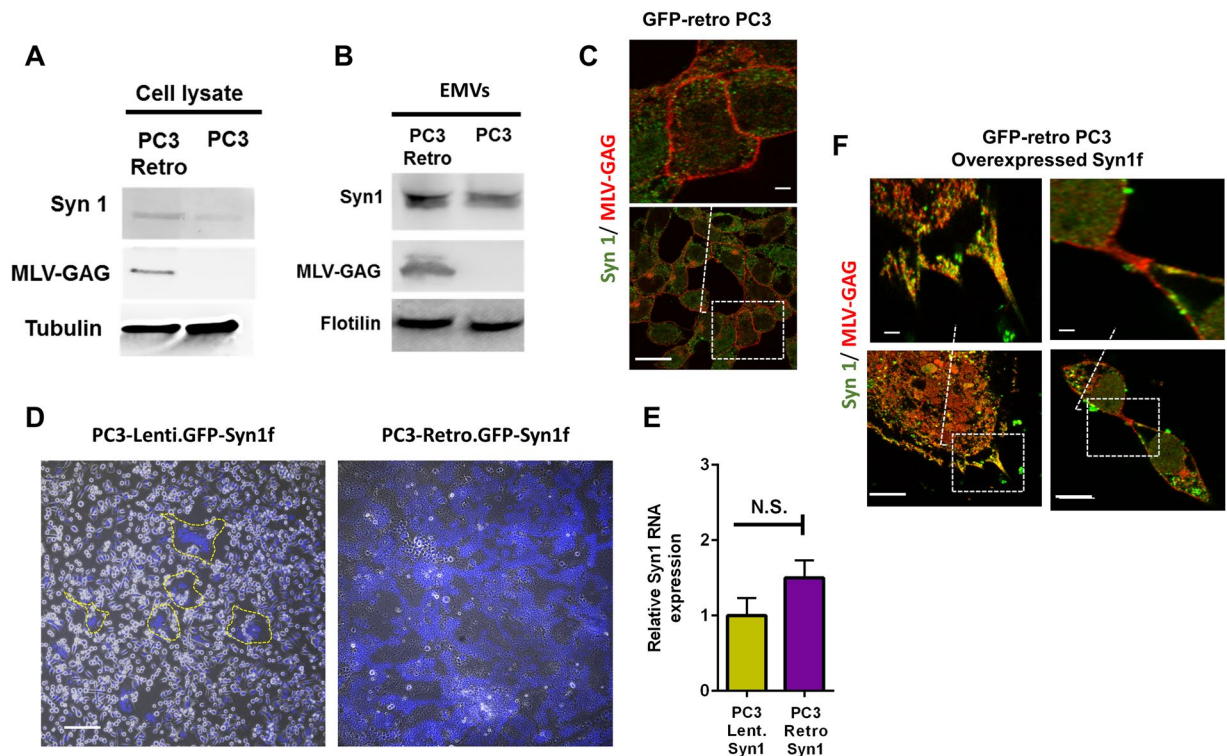 A
Cell lysate
PC3
Retro
PC3
Syn 1
MLV-GAG
Tubulin
B
EMVs
PC3
Retro
PC3
Syn1
MLV-GAG
Flotilin
C
GFP-retro PC3
Syn 1/ MLV-GAG
D
PC3-Lenti.GFP-Syn1f
PC3-Retro.GFP-Syn1f
E
Relative Syn1 RNA
expression
3
2
1
0
N.S.
PC3
Lent.
Syn1
PC3
Retro
Syn1
F
GFP-retro PC3
Overexpressed Syn1f
Syn 1/ MLV-GAG